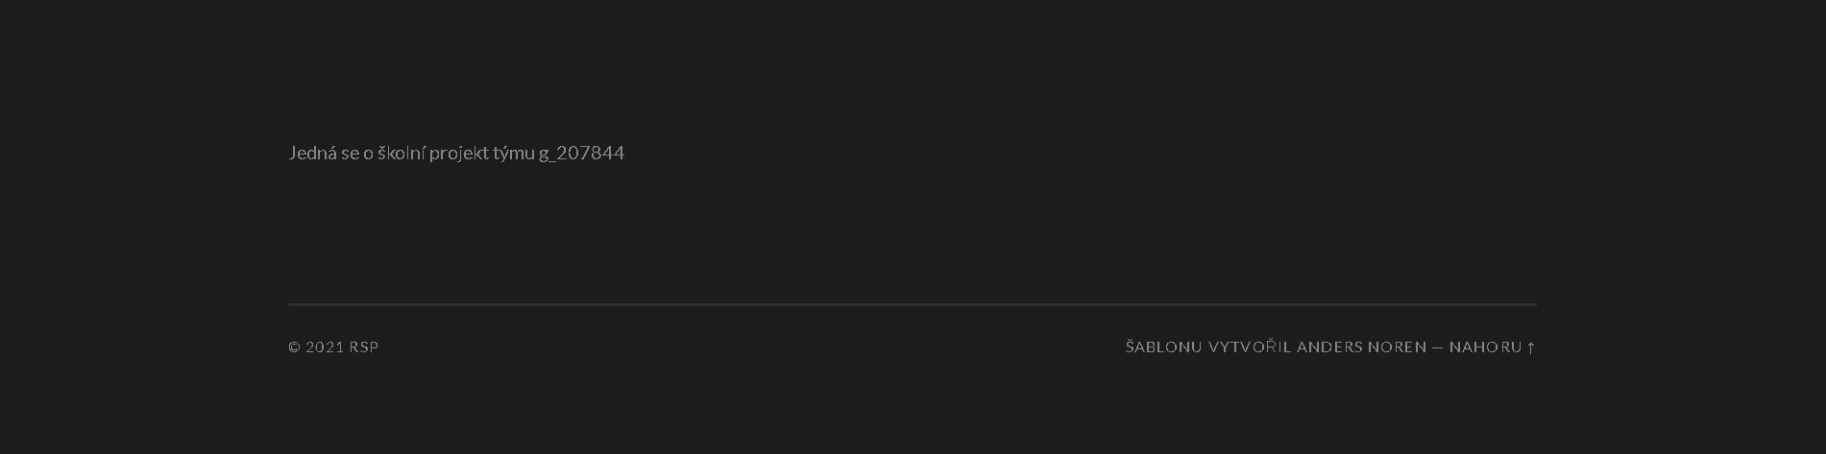 Jedná se o školní projekt týmu g_207844
© 2021 RSP
ŠABLONU VYTVOŘIL ANDERS NOREN — NAHORU ↑